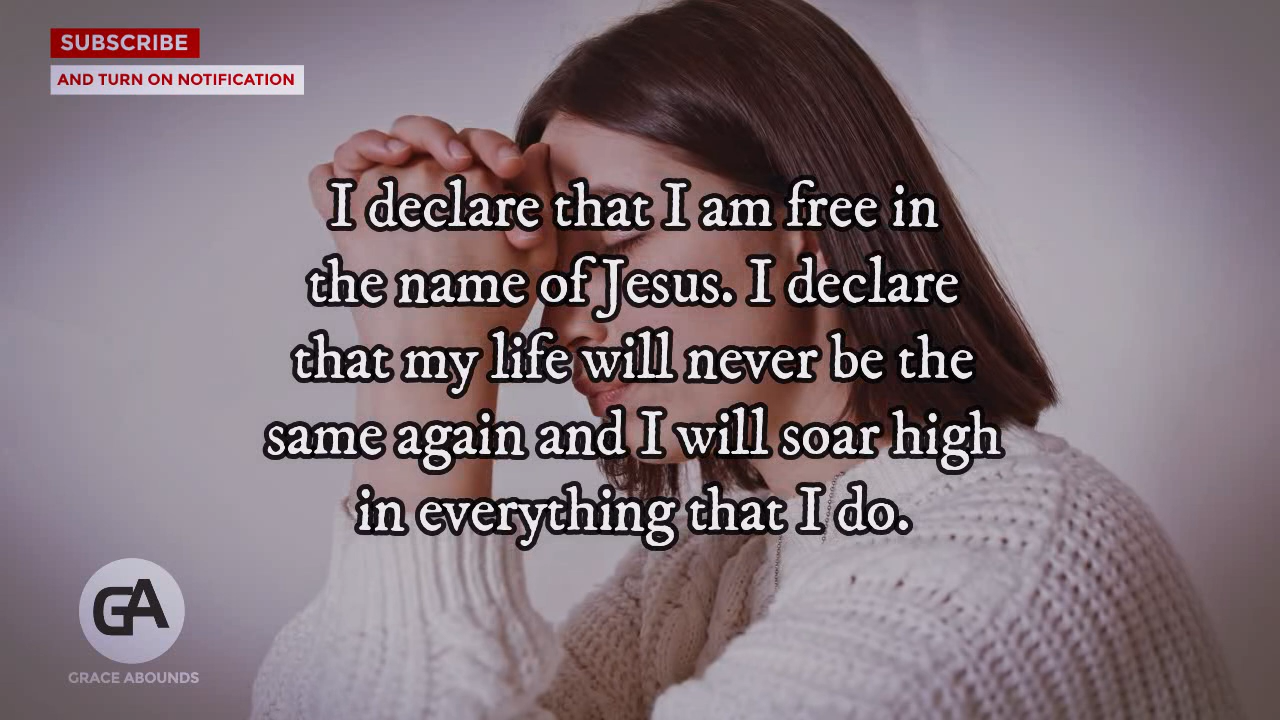 SUBSCRIBE
AND TURN ON NOTIFICATION
I declare that I am free in
the name of Jesus. I declare
that my life will never be the
same again and I will soar high
in everything that I do.
GA
GRACE ABOUNDS